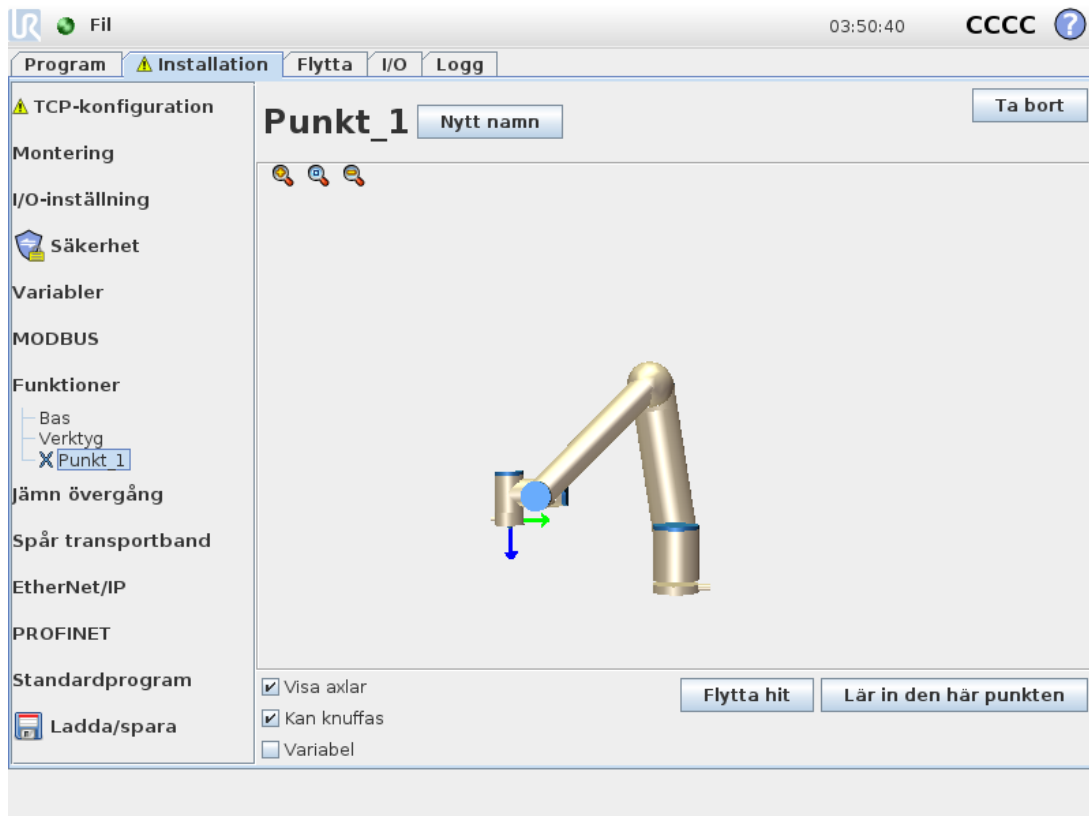 UR Fil 03:50:40 CCCC ?
Program Installation Flytta I/O Logg
TCP-konfiguration
Montering
I/O-inställning
Säkerhet
Variabler
MODBUS
Funktioner
Bas
Verktyg
Punkt_1
Jämn övergång
Spår transportband
EtherNet/IP
PROFINET
Standardprogram
Ladda/spara
Punkt_1 Nytt namn Ta bort
Visa axlar
Kan knuffas
Variabel
Flytta hit Lär in den här punkten